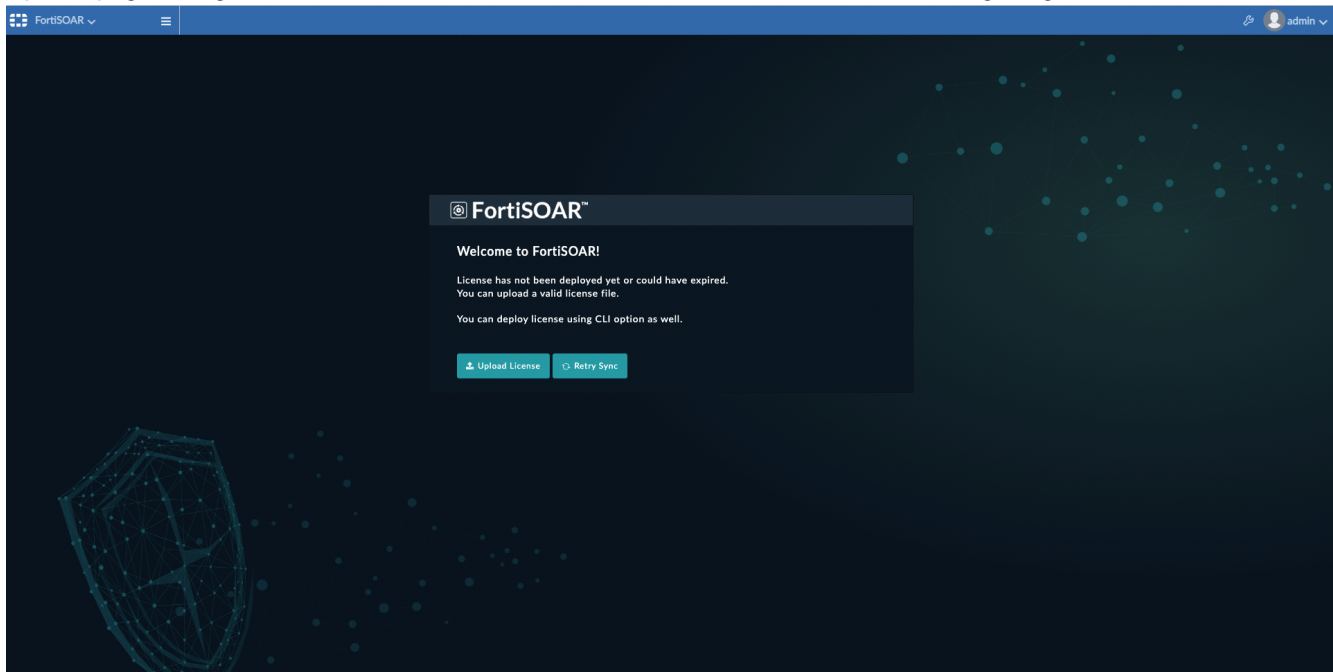 FortiSOAR
admin
FortiSOAR™
Welcome to FortiSOAR!
License has not been deployed yet or could have expired.
You can upload a valid license file.
You can deploy license using CLI option as well.
Upload License
Retry Sync